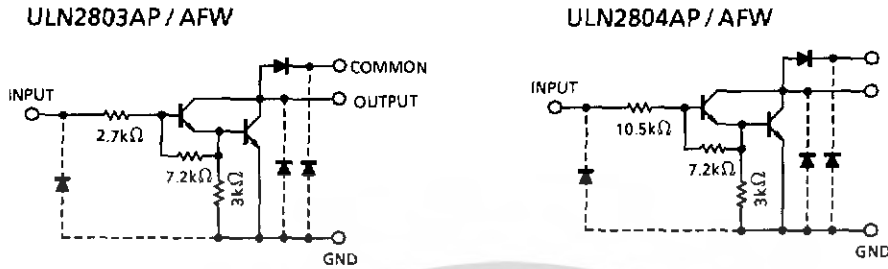 ULN2803AP / AFW
INPUT
2.7kΩ
7.2kΩ
3kΩ
COMMON
OUTPUT
GND
ULN2804AP / AFW
INPUT
10.5kΩ
7.2kΩ
3kΩ
GND